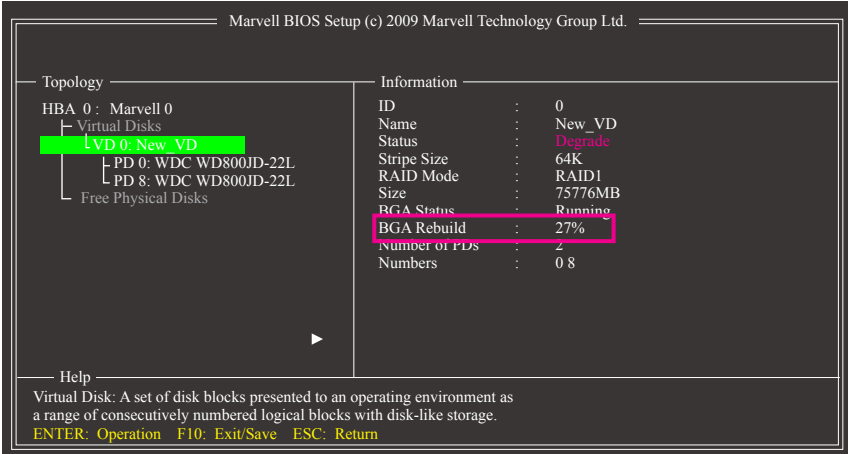 Marvell BIOS Setup (c) 2009 Marvell Technology Group Ltd.
Topology
HBA 0 : Marvell 0
Virtual Disks
VD 0: New_VD
PD 0: WDC WD800JD-22L
PD 8: WDC WD800JD-22L
Free Physical Disks
►
Information
ID : 0
Name : New_VD
Status : Degrade
Stripe Size : 64K
RAID Mode : RAID1
Size : 75776MB
BGA Status : Running
BGA Rebuild : 27%
Number of PDs : 2
Numbers : 0 8
Help
Virtual Disk: A set of disk blocks presented to an operating environment as
a range of consecutively numbered logical blocks with disk-like storage.
ENTER: Operation F10: Exit/Save ESC: Return